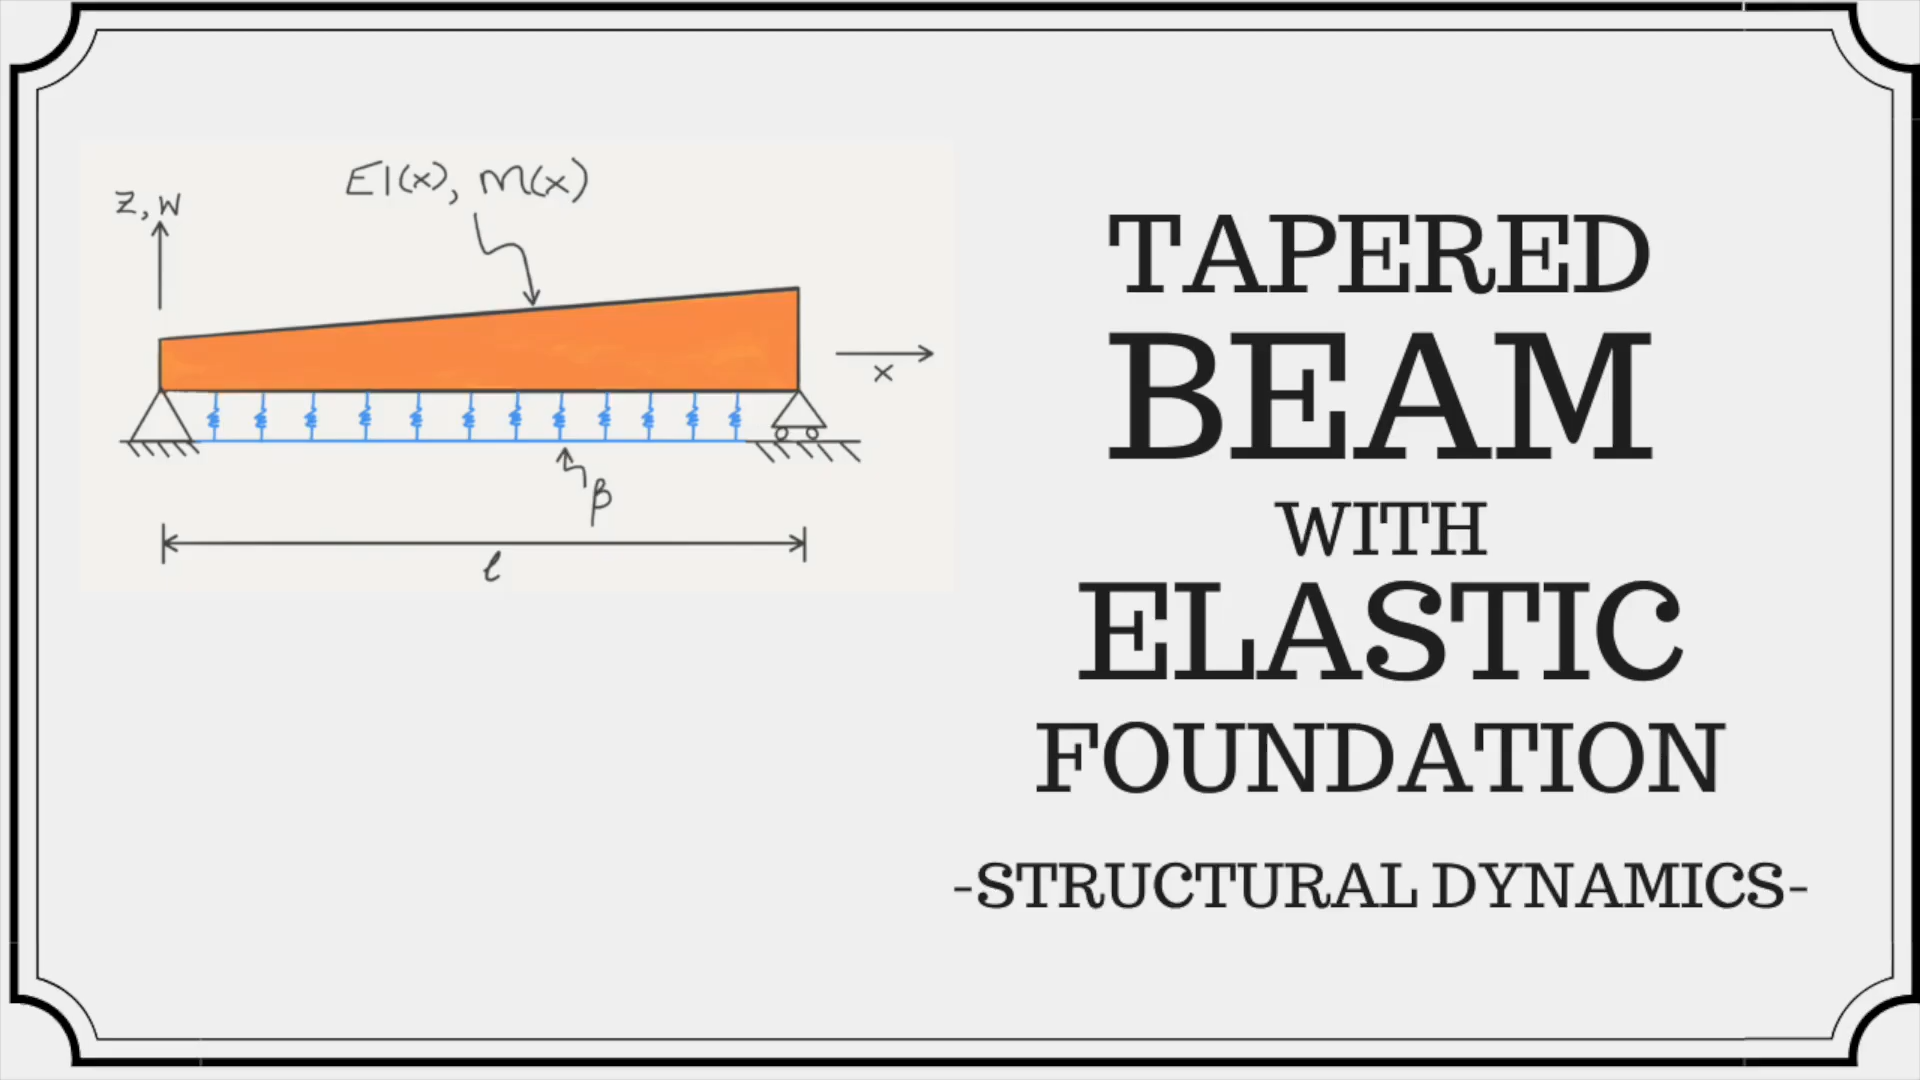 EI(x), m(x)
z, w
x
β
l
TAPERED
BEAM
WITH
ELASTIC
FOUNDATION
-STRUCTURAL DYNAMICS-